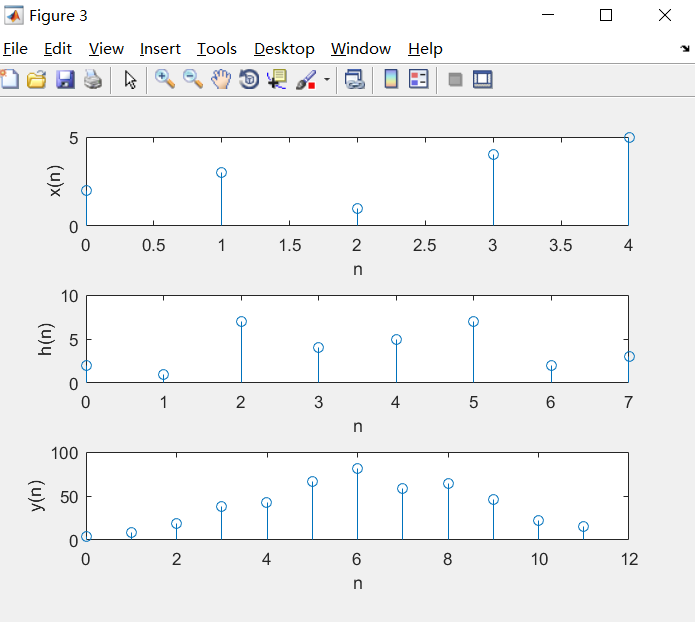 Figure 3
File Edit View Insert Tools Desktop Window Help
5
0
x(n)
0 0.5 1 1.5 2 2.5 3 3.5 4
n
10
5
0
h(n)
0 1 2 3 4 5 6 7
n
100
50
0
y(n)
0 2 4 6 8 10 12
n